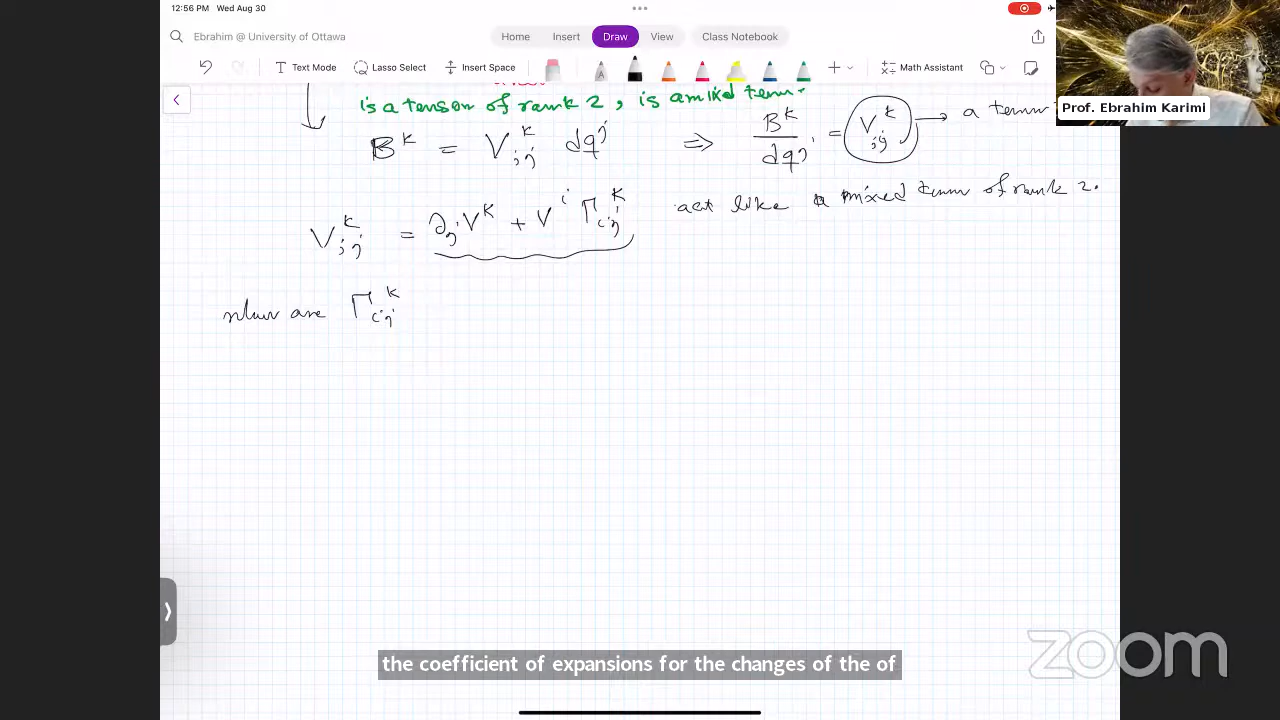 12:56 PM Wed Aug 30
Ebrahim @ University of Ottawa
Home Insert Draw View Class Notebook
Text Mode Lasso Select Insert Space Math Assistant
Prof. Ebrahim Karimi
is a tensor of rank 2, is a mixed tensor.
B^k = V^k_{;j} dq^j ⇒ B^k / dq^j = V^k_{;j} → a tensor
V^k_{;j} = ∂_j V^k + V^i Γ^k_{ij} act like a mixed tensor of rank 2.
where are Γ^k_{ij}
the coefficient of expansions for the changes of the of
zoom